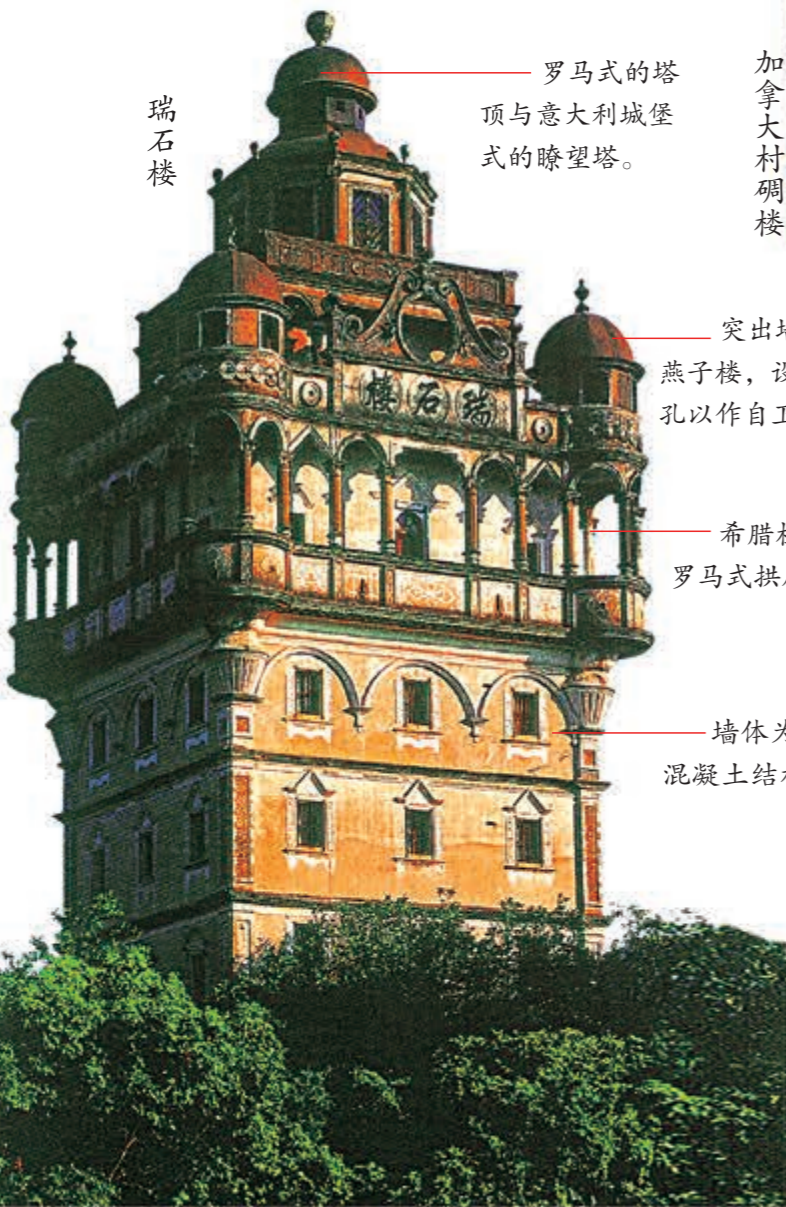 瑞石楼
罗马式的塔
顶与意大利城堡
式的瞭望塔。
加拿大村碉楼
突出
燕子楼，设
孔以作自卫
楼石瑞
希腊
罗马式拱
墙体为
混凝土结